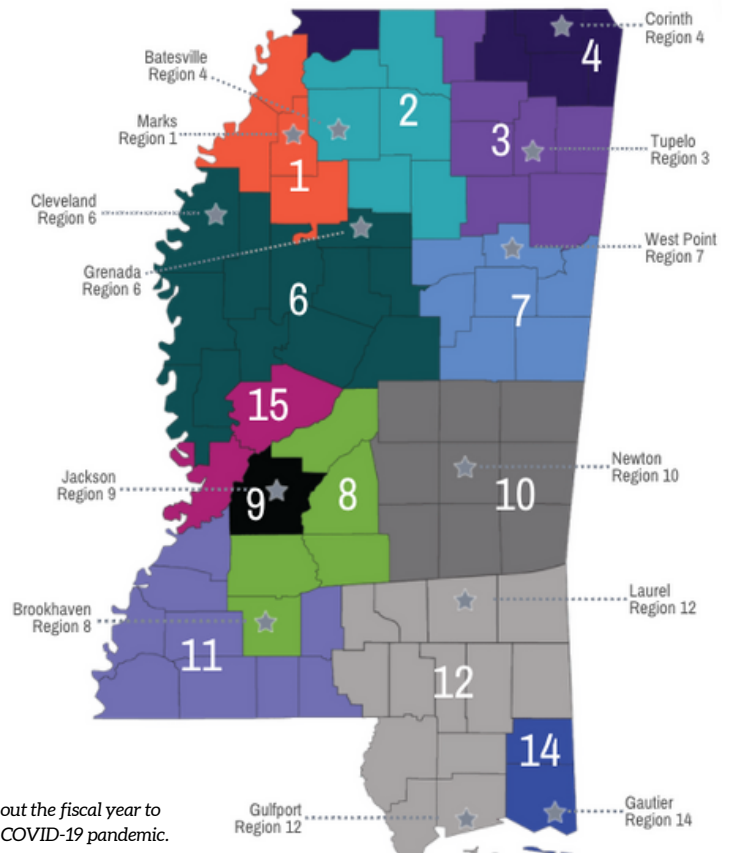 Corinth
Region 4
4
Batesville
Region 4
2
Marks
Region 1
3
Tupelo
Region 3
1
Cleveland
Region 6
West Point
Region 7
Grenada
Region 6
6
7
15
Newton
Region 10
Jackson
Region 9
9
8
10
Laurel
Region 12
Brookhaven
Region 8
11
12
14
out the fiscal year to
COVID-19 pandemic.
Gulfport
Region 12
Gautier
Region 14